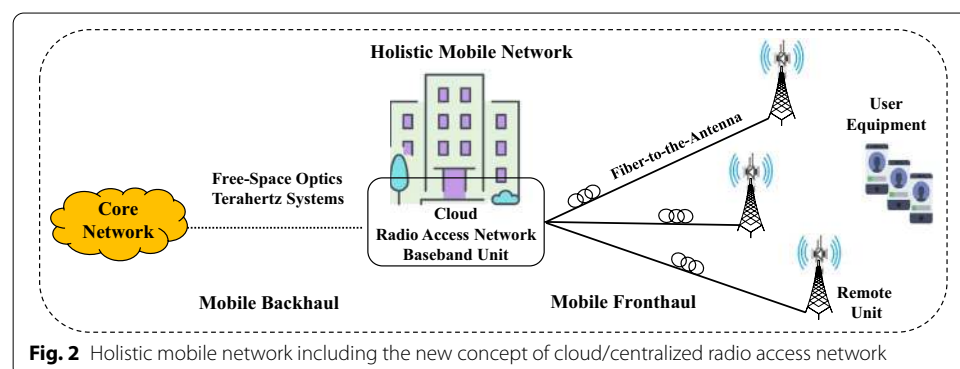 Holistic Mobile Network
Fiber-to-the-Antenna
User
Equipment
Free-Space Optics
Terahertz Systems
Core
Network
Cloud
Radio Access Network
Baseband Unit
Mobile Backhaul
Mobile Fronthaul
Remote
Unit
Fig. 2 Holistic mobile network including the new concept of cloud/centralized radio access network